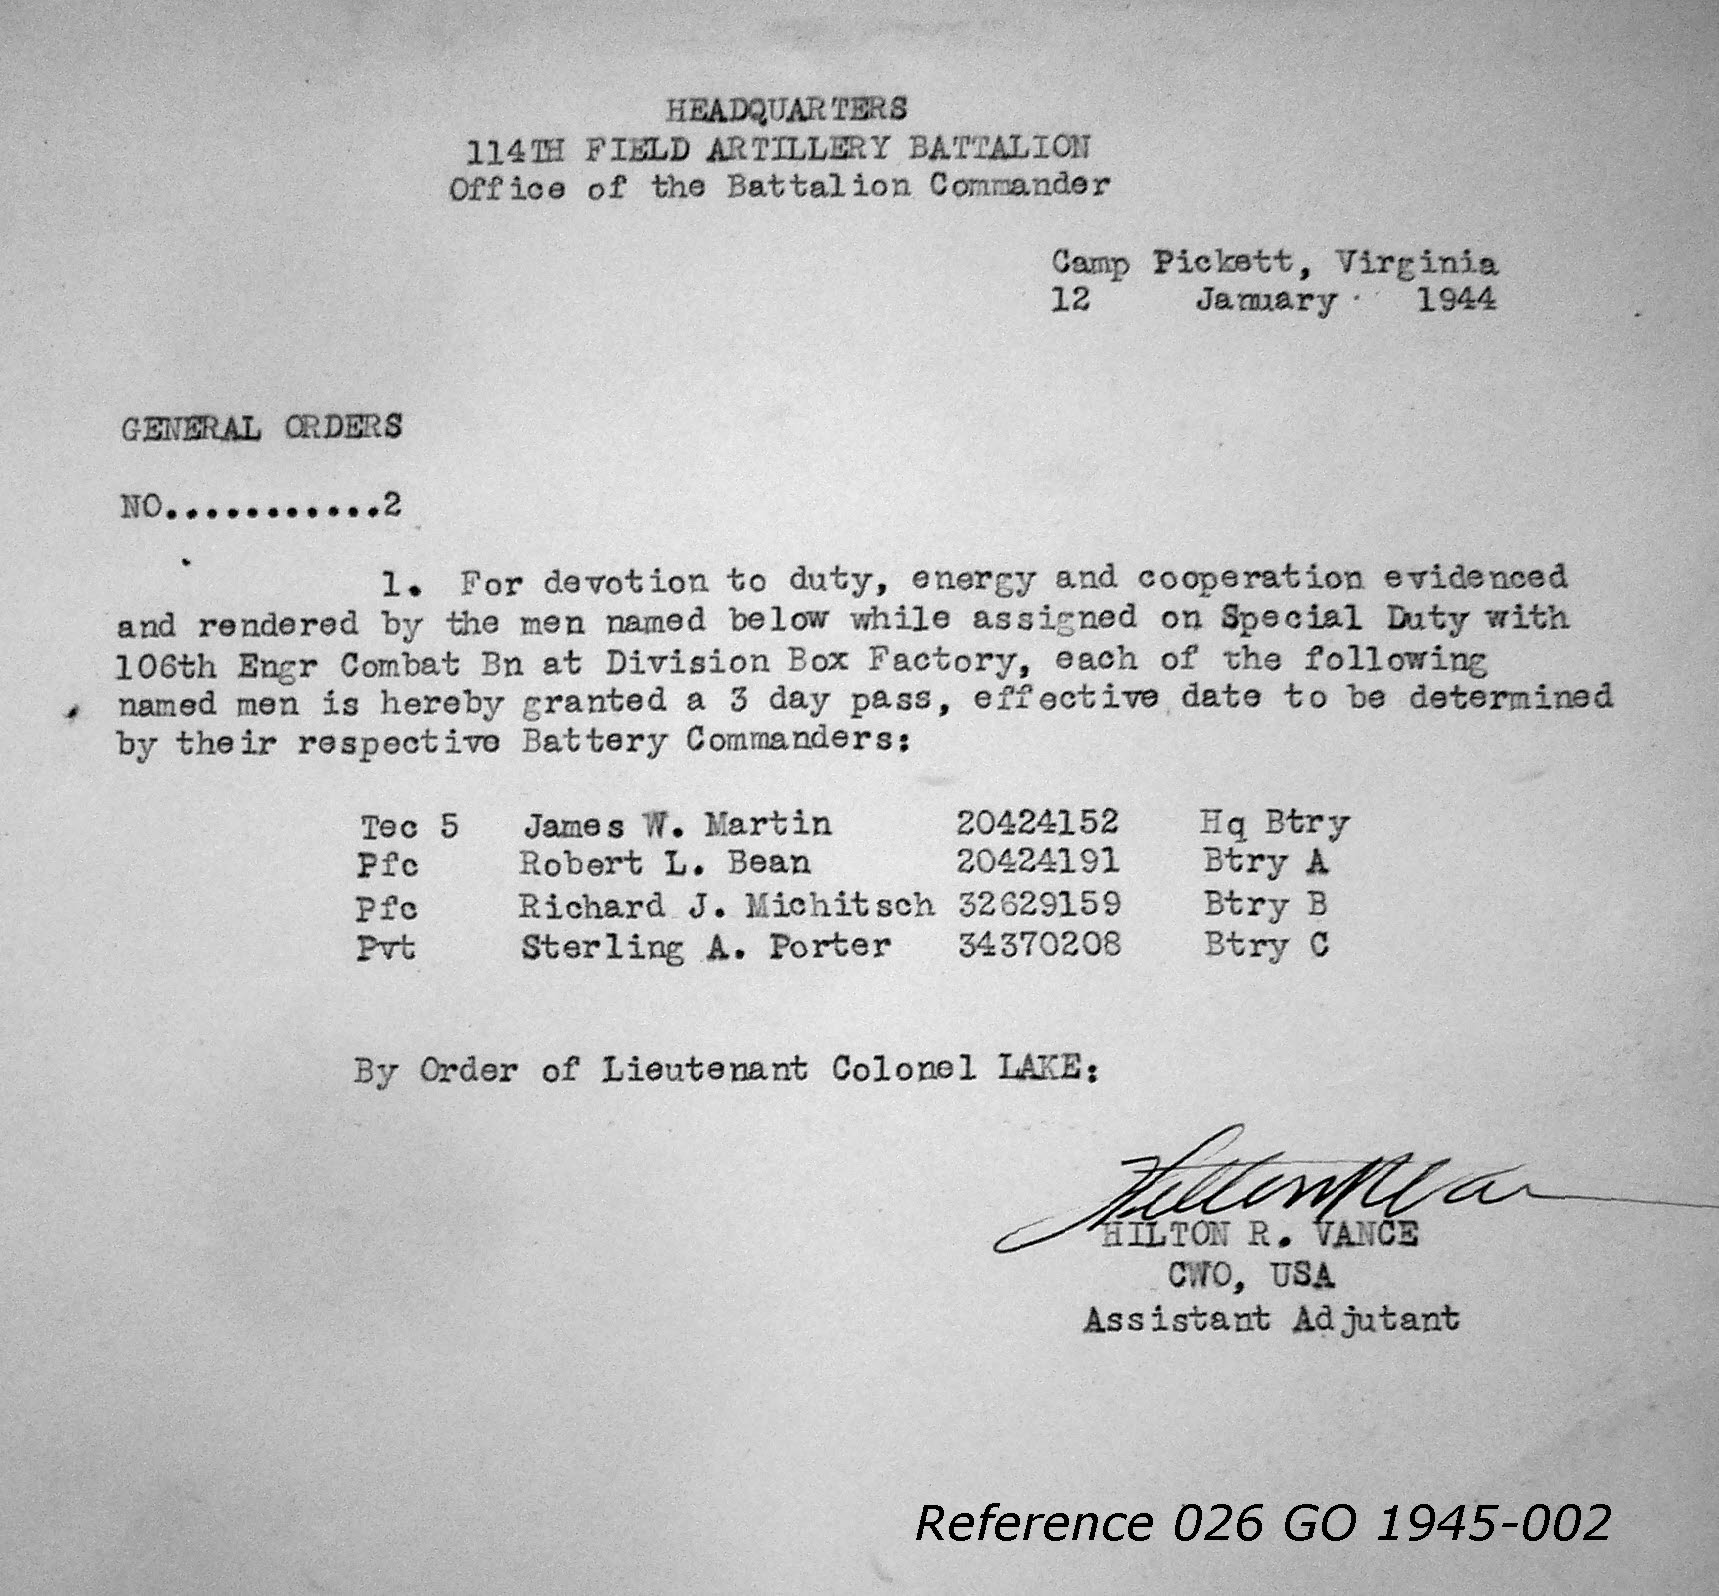 HEADQUARTERS
114TH FIELD ARTILLERY BATTALION
Office of the Battalion Commander
Camp Pickett, Virginia
12 January 1944
GENERAL ORDERS
NO...........2
1. For devotion to duty, energy and cooperation evidenced
and rendered by the men named below while assigned on Special Duty with
106th Engr Combat Bn at Division Box Factory, each of the following
named men is hereby granted a 3 day pass, effective date to be determined
by their respective Battery Commanders:
Tec 5 James W. Martin 20424152 Hq Btry
Pfc Robert L. Bean 20424191 Btry A
Pfc Richard J. Michitsch 32629159 Btry B
Pvt Sterling A. Porter 34370208 Btry C
By Order of Lieutenant Colonel LAKE:
HILTON R. VANCE
CWO, USA
Assistant Adjutant
Reference 026 GO 1945-002